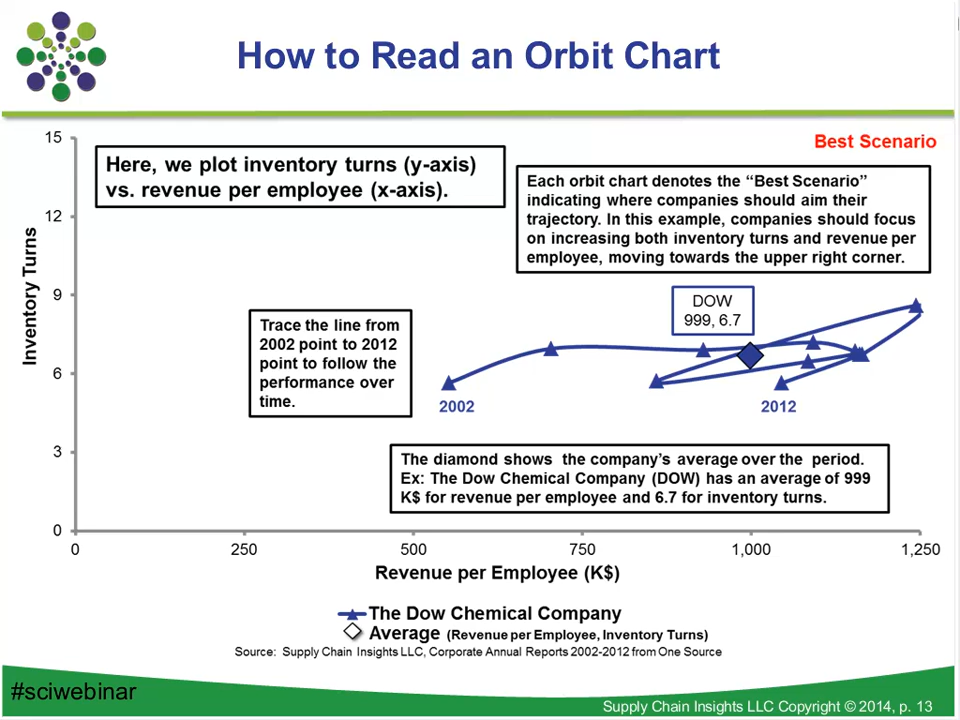 How to Read an Orbit Chart
15
12
9
6
3
0
Inventory Turns
Best Scenario
Here, we plot inventory turns (y-axis)
vs. revenue per employee (x-axis).
Each orbit chart denotes the “Best Scenario”
indicating where companies should aim their
trajectory. In this example, companies should focus
on increasing both inventory turns and revenue per
employee, moving towards the upper right corner.
DOW
999, 6.7
Trace the line from
2002 point to 2012
point to follow the
performance over
time.
2002
2012
The diamond shows the company’s average over the period.
Ex: The Dow Chemical Company (DOW) has an average of 999
K$ for revenue per employee and 6.7 for inventory turns.
0
250
500
750
1,000
1,250
Revenue per Employee (K$)
The Dow Chemical Company
Average (Revenue per Employee, Inventory Turns)
Source: Supply Chain Insights LLC, Corporate Annual Reports 2002-2012 from One Source
#sciwebinar
Supply Chain Insights LLC Copyright © 2014, p. 13